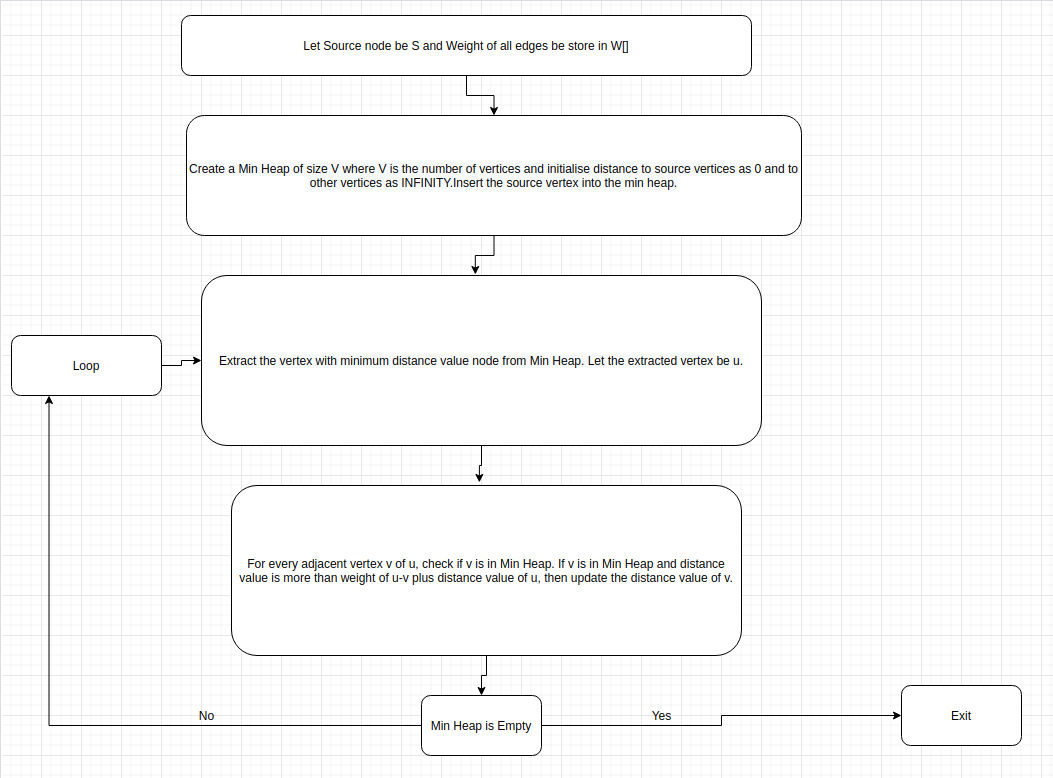 Let Source node be S and Weight of all edges be store in W[]
Create a Min Heap of size V where V is the number of vertices and initialise distance to source vertices as 0 and to
other vertices as INFINITY.Insert the source vertex into the min heap.
Loop
Extract the vertex with minimum distance value node from Min Heap. Let the extracted vertex be u.
For every adjacent vertex v of u, check if v is in Min Heap. If v is in Min Heap and distance
value is more than weight of u-v plus distance value of u, then update the distance value of v.
No
Min Heap is Empty
Yes
Exit